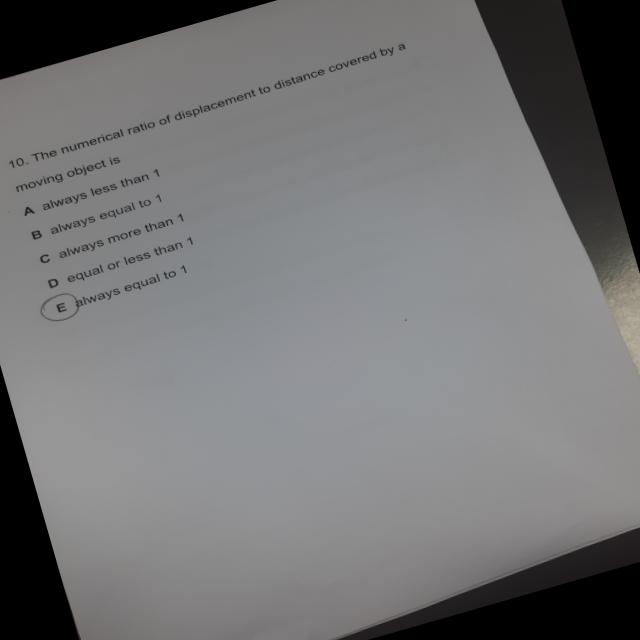 10. The numerical ratio of displacement to distance covered by a
moving object is
A always less than 1
B always equal to 1
C always more than 1
D equal or less than 1
E always equal to 1